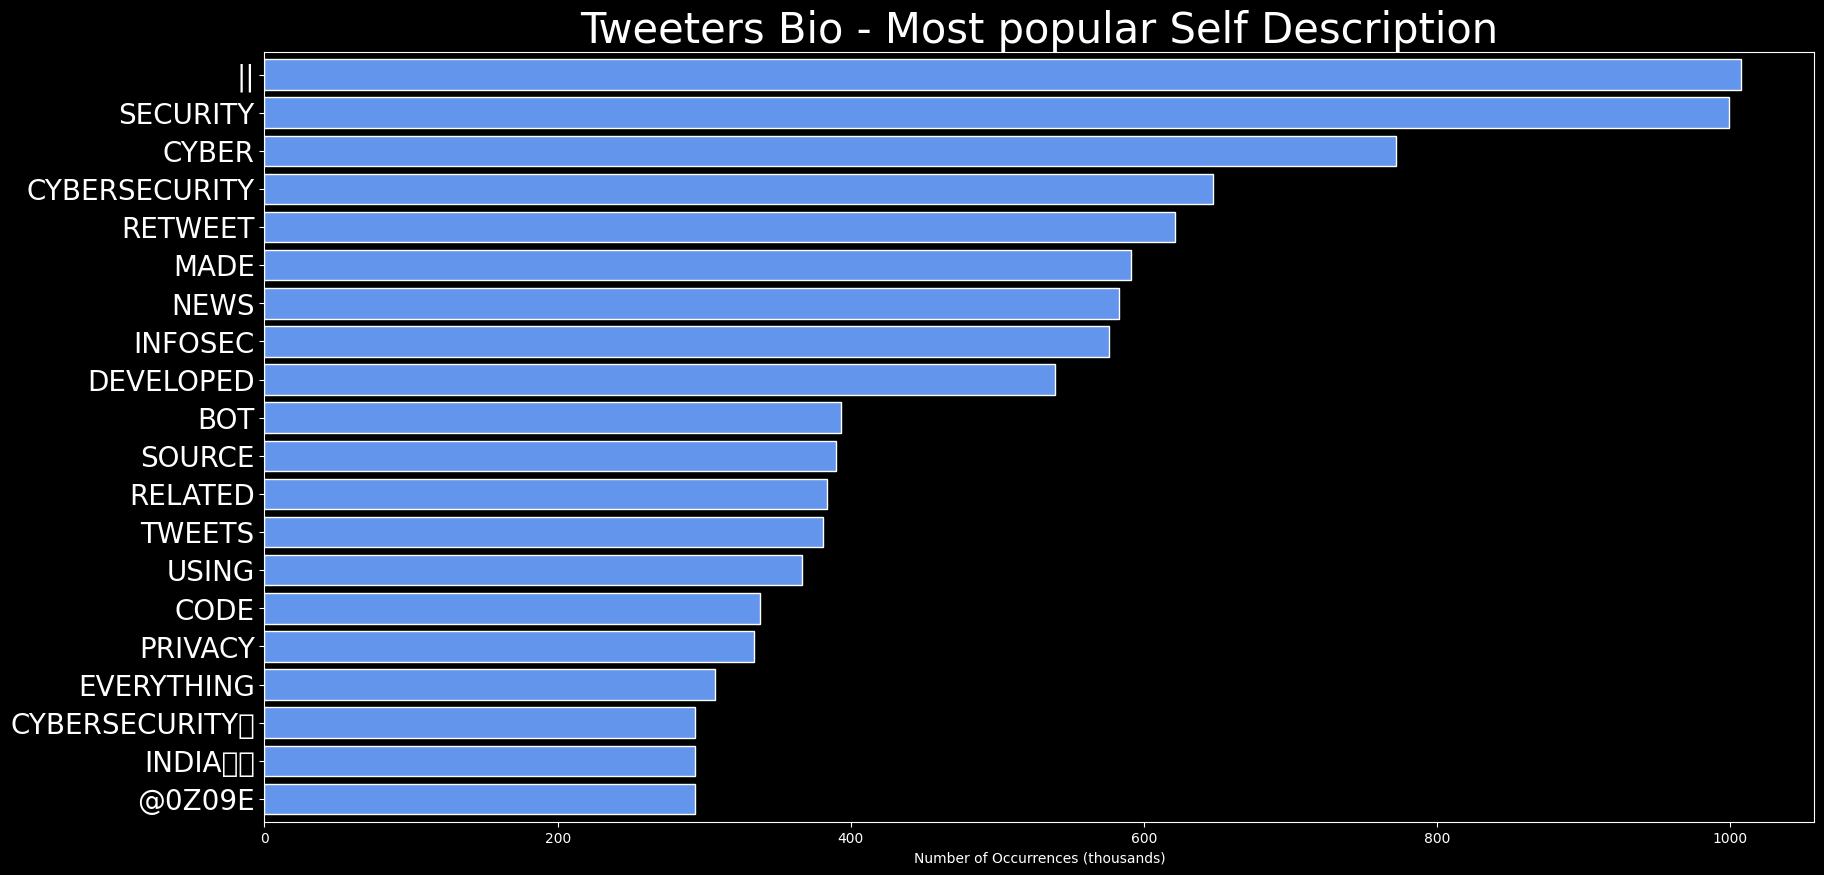 Tweeters Bio - Most popular Self Description
||
SECURITY
CYBER
CYBERSECURITY
RETWEET
MADE
NEWS
INFOSEC
DEVELOPED
BOT
SOURCE
RELATED
TWEETS
USING
CODE
PRIVACY
EVERYTHING
CYBERSECURITY▯
INDIA▯▯
@0Z09E
0 200 400 600 800 1000
Number of Occurrences (thousands)